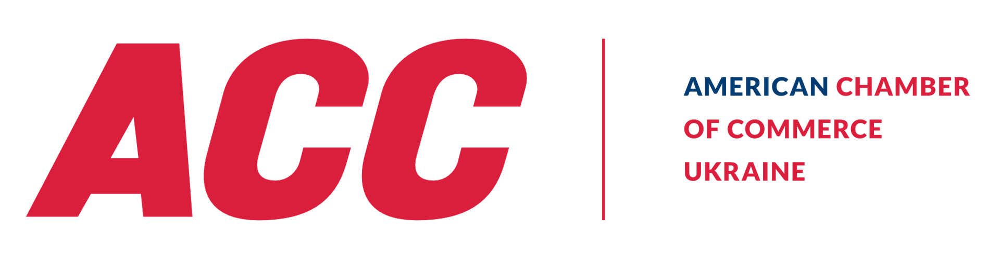 ACC
AMERICAN CHAMBER
OF COMMERCE
UKRAINE